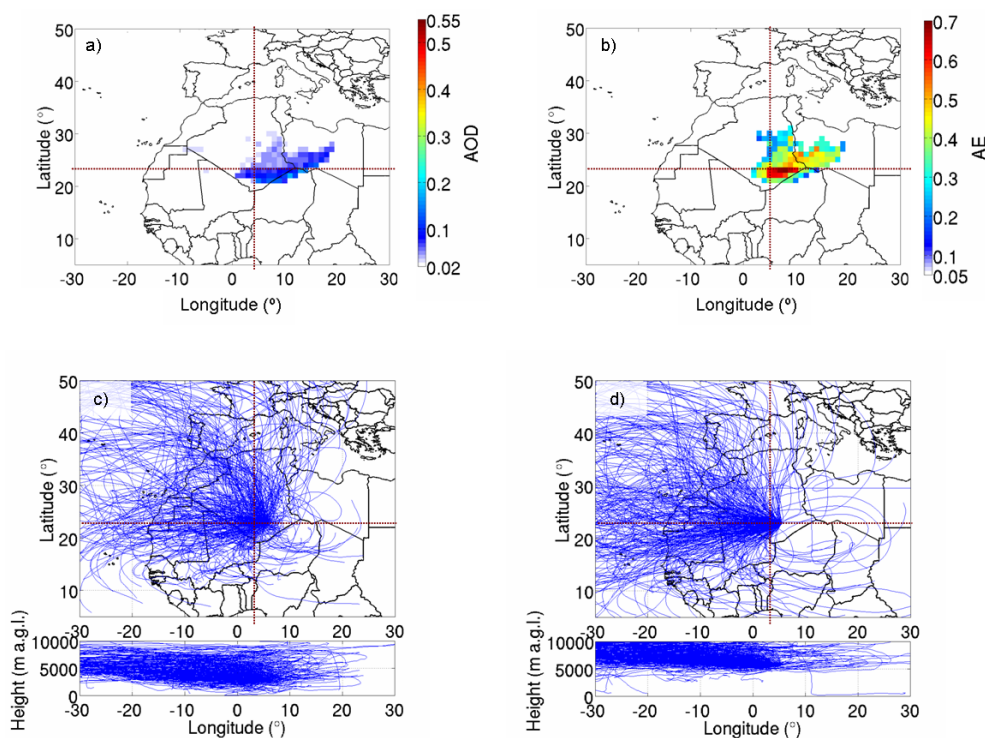 a)
50
40
30
20
10
Latitude (°)
-30 -20 -10 0 10 20 30
Longitude (º)
0.55
0.5
0.4
0.3
0.2
0.1
0.02
AOD
b)
50
40
30
20
10
Latitude (°)
-30 -20 -10 0 10 20 30
Longitude (º)
0.7
0.6
0.5
0.4
0.3
0.2
0.1
0.05
AE
c)
50
40
30
20
10
Latitude (°)
-30 -20 -10 0 10 20 30
10000
5000
0
Height (m a.g.l.)
-30 -20 -10 0 10 20 30
Longitude (°)
d)
50
40
30
20
10
Latitude (°)
-30 -20 -10 0 10 20 30
10000
5000
0
Height (m a.g.l.)
-30 -20 -10 0 10 20 30
Longitude (°)